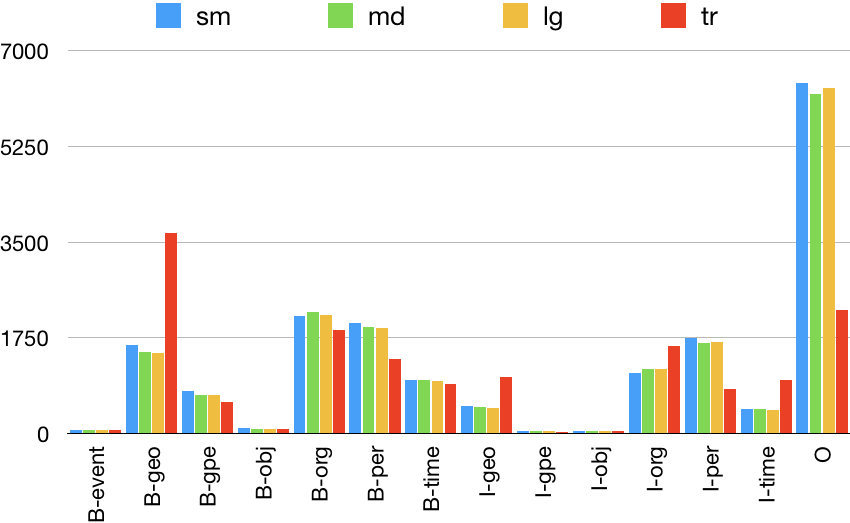 sm md lg tr
7000
5250
3500
1750
0
B-event B-geo B-gpe B-obj B-org B-per B-time I-geo I-gpe I-obj I-org I-per I-time O